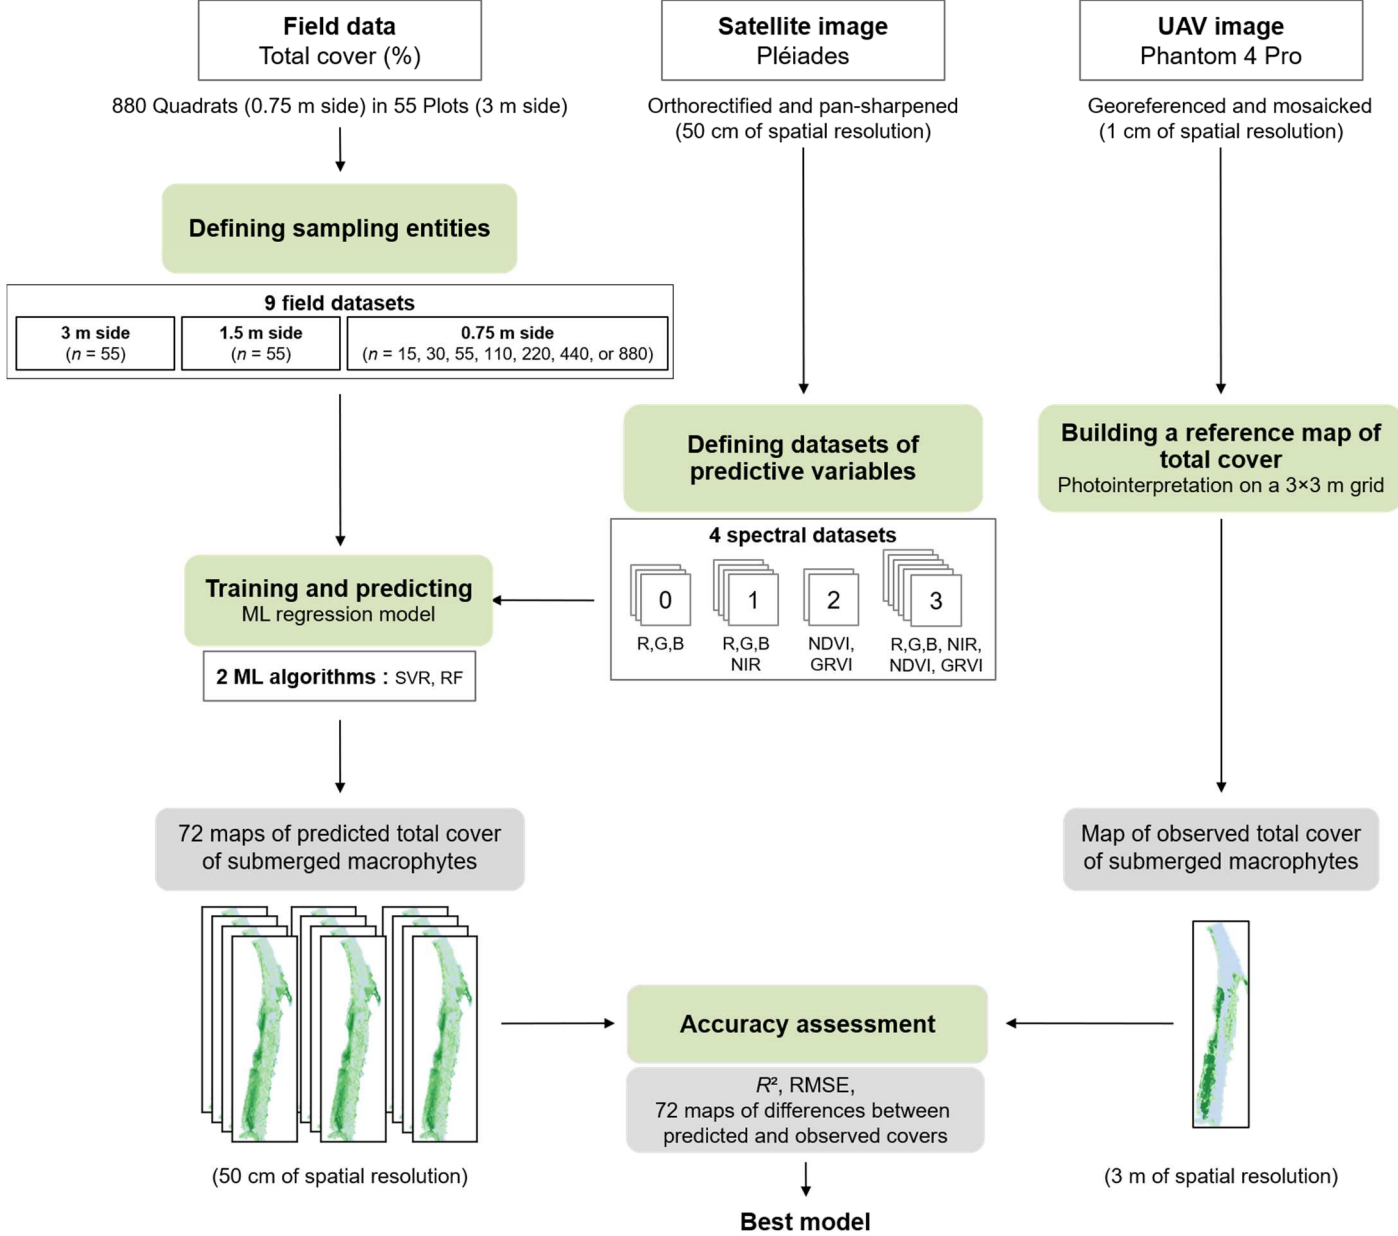 Field data
Total cover (%)
880 Quadrats (0.75 m side) in 55 Plots (3 m side)
Satellite image
Pléiades
Orthorectified and pan-sharpened
(50 cm of spatial resolution)
UAV image
Phantom 4 Pro
Georeferenced and mosaicked
(1 cm of spatial resolution)
Defining sampling entities
9 field datasets
3 m side
(n = 55)
1.5 m side
(n = 55)
0.75 m side
(n = 15, 30, 55, 110, 220, 440, or 880)
Defining datasets of
predictive variables
4 spectral datasets
0
R,G,B
1
R,G,B
NIR
2
NDVI,
GRVI
3
R,G,B, NIR,
NDVI, GRVI
Building a reference map of
total cover
Photointerpretation on a 3×3 m grid
Training and predicting
ML regression model
2 ML algorithms : SVR, RF
72 maps of predicted total cover
of submerged macrophytes
(50 cm of spatial resolution)
Map of observed total cover
of submerged macrophytes
(3 m of spatial resolution)
Accuracy assessment
R², RMSE,
72 maps of differences between
predicted and observed covers
Best model